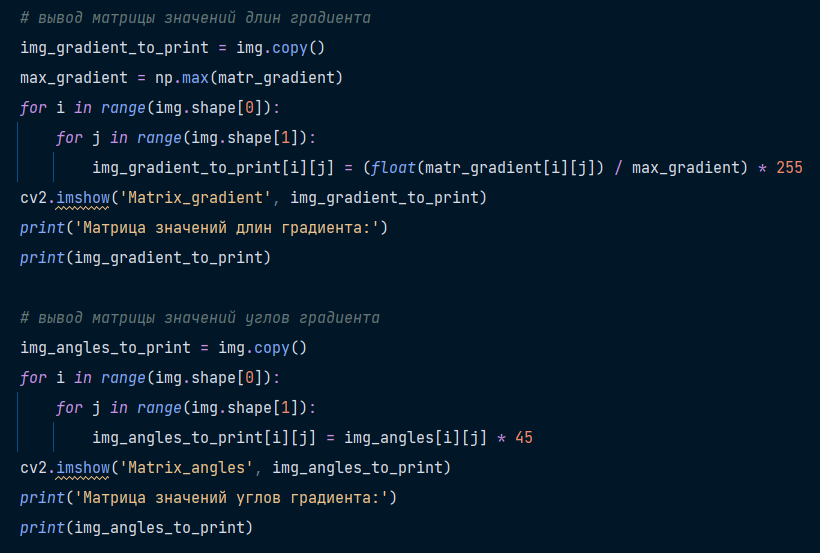 # вывод матрицы значений длин градиента
img_gradient_to_print = img.copy()
max_gradient = np.max(matr_gradient)
for i in range(img.shape[0]):
    for j in range(img.shape[1]):
        img_gradient_to_print[i][j] = (float(matr_gradient[i][j]) / max_gradient) * 255
cv2.imshow('Matrix_gradient', img_gradient_to_print)
print('Матрица значений длин градиента:')
print(img_gradient_to_print)

# вывод матрицы значений углов градиента
img_angles_to_print = img.copy()
for i in range(img.shape[0]):
    for j in range(img.shape[1]):
        img_angles_to_print[i][j] = img_angles[i][j] * 45
cv2.imshow('Matrix_angles', img_angles_to_print)
print('Матрица значений углов градиента:')
print(img_angles_to_print)